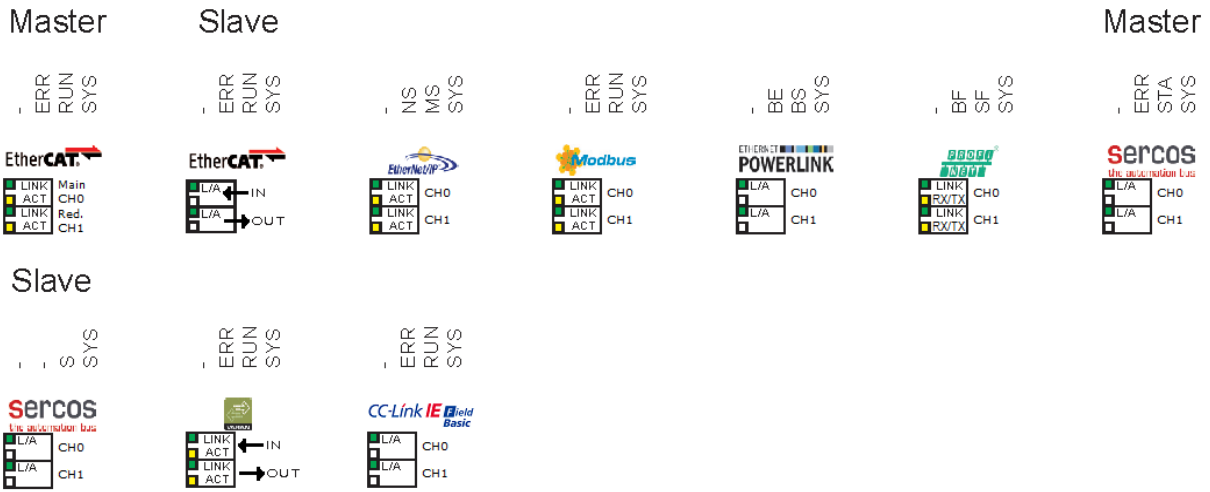 Master
Slave
Master
- ERR RUN SYS
- ERR RUN SYS
- NS MS SYS
- ERR RUN SYS
- BE BS SYS
- BF SF SYS
- ERR STA SYS
EtherCAT.
EtherCAT.
EtherNet/IP
Modbus
ETHERNET
POWERLINK
PROFI
NET
sercos
the automation bus
LINK Main
ACT CH0
LINK Red.
ACT CH1
L/A IN
L/A OUT
LINK
ACT CH0
LINK
ACT CH1
LINK
ACT CH0
LINK
ACT CH1
L/A CH0
L/A CH1
LINK
RX/TX CH0
LINK
RX/TX CH1
L/A CH0
L/A CH1
Slave
- - S SYS
- ERR RUN SYS
- ERR RUN SYS
sercos
the automation bus
CC-Link IE Field
Basic
L/A CH0
L/A CH1
LINK
ACT IN
LINK
ACT OUT
L/A CH0
L/A CH1